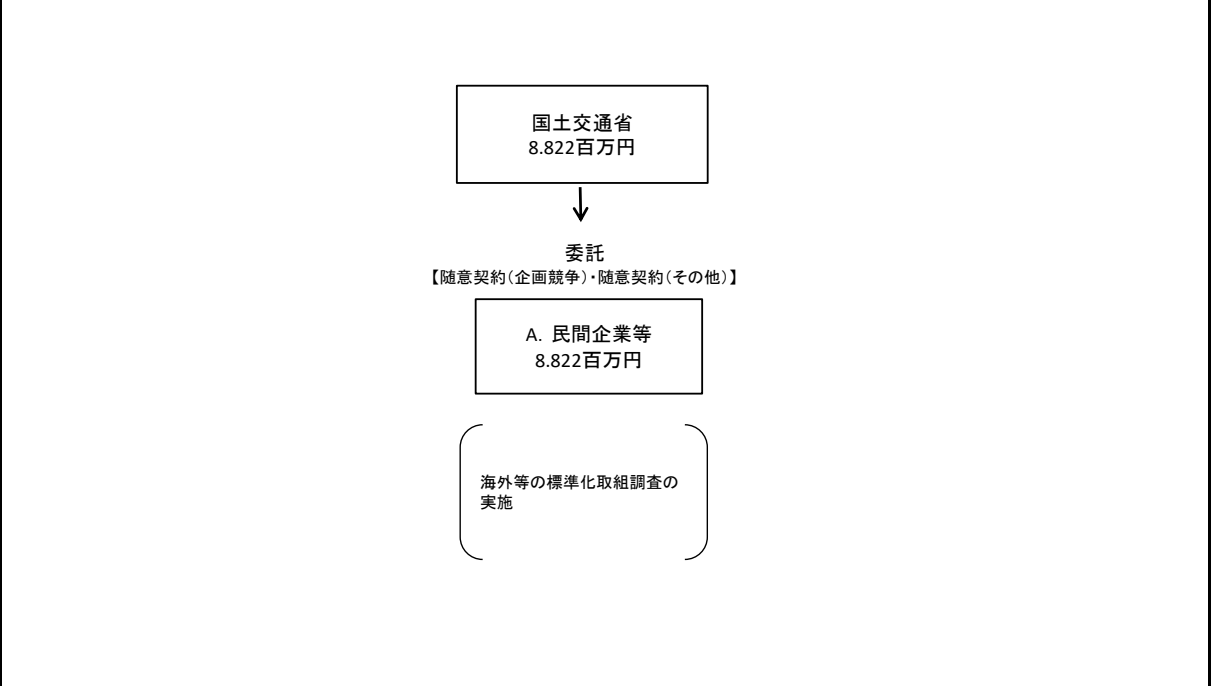 国土交通省
8.822百万円
委託
【随意契約(企画競争)・随意契約(その他)】
A. 民間企業等
8.822百万円
海外等の標準化取組調査の
実施